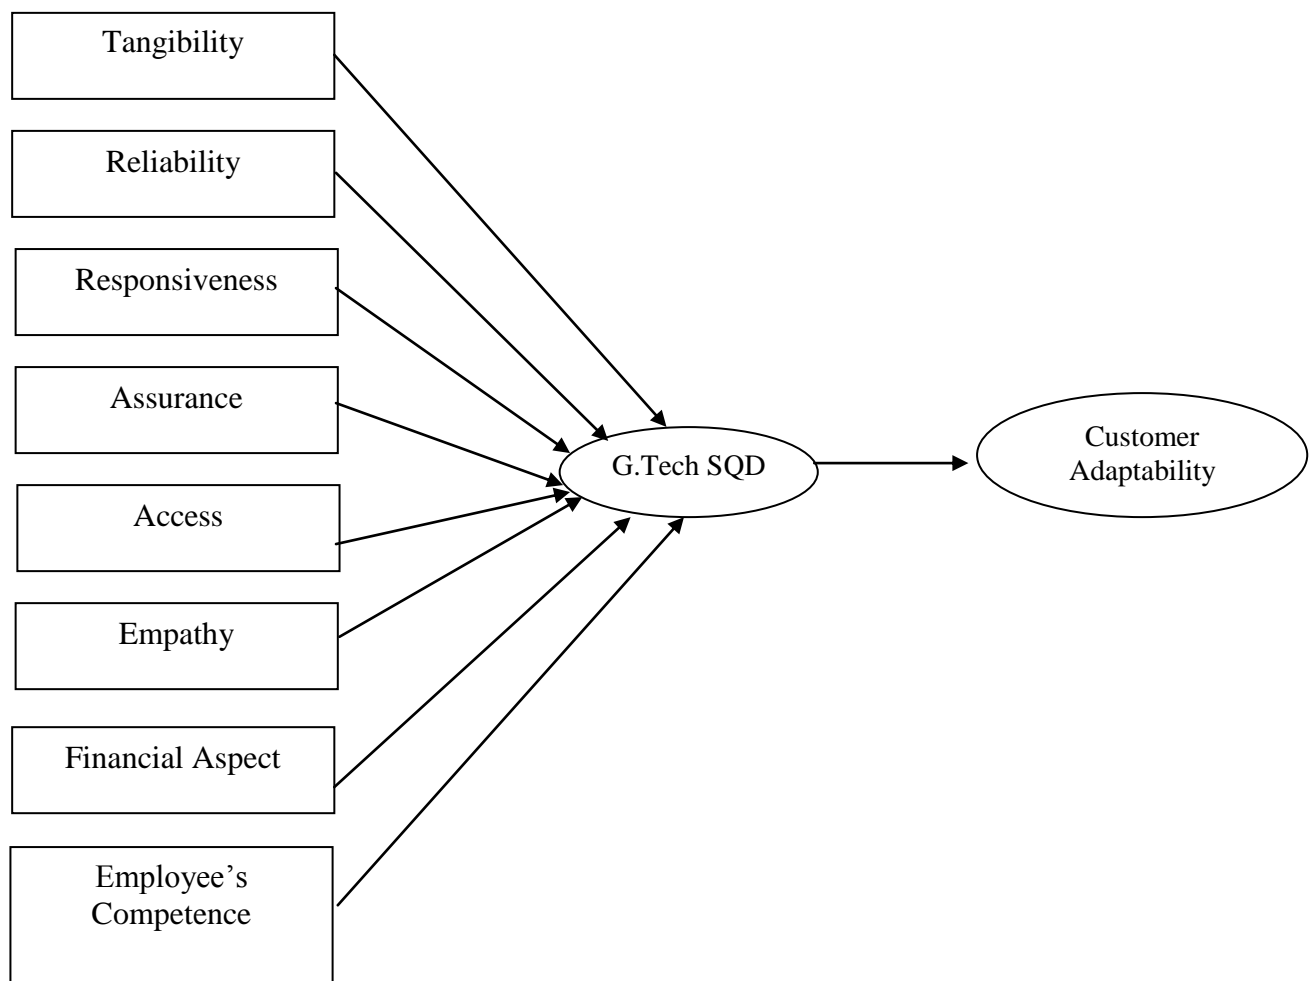 Tangibility
Reliability
Responsiveness
Assurance
Access
Empathy
Financial Aspect
Employee’s
Competence
G.Tech SQD
Customer
Adaptability